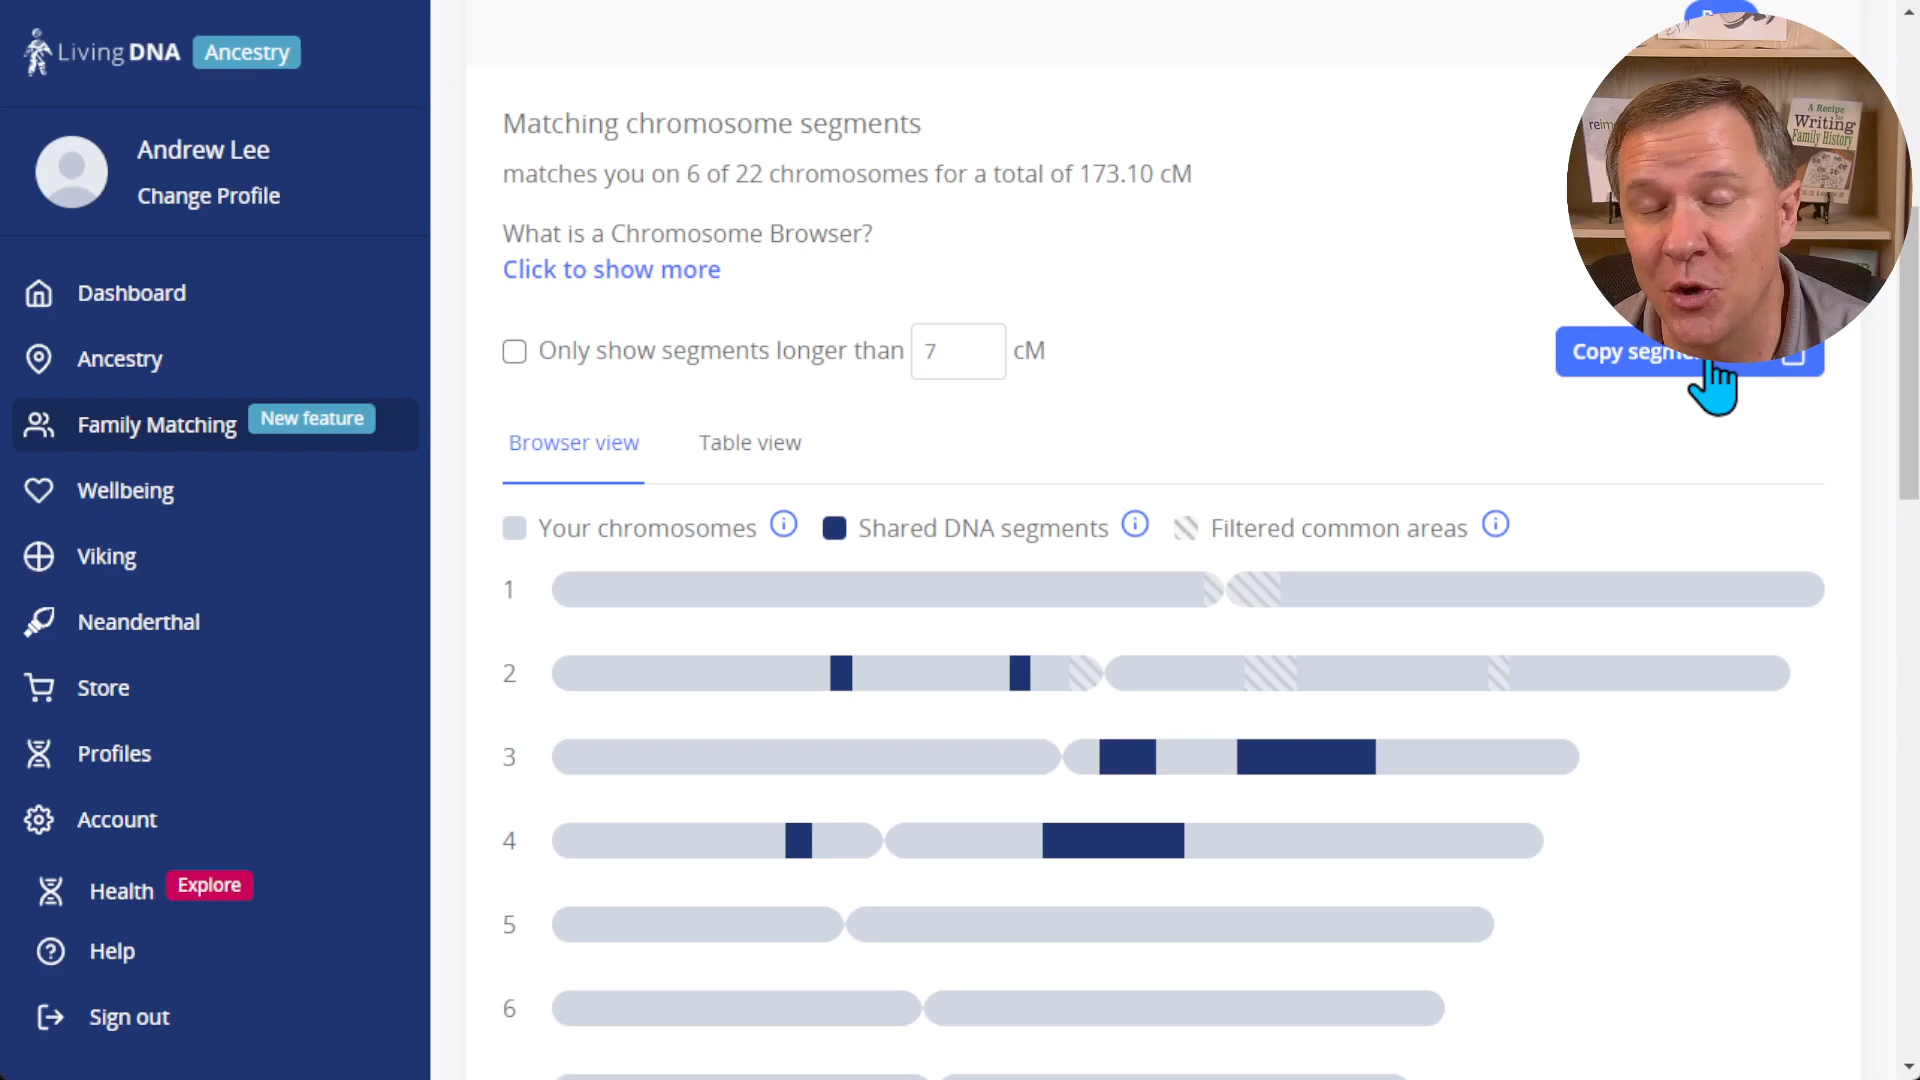 Living DNA Ancestry
Andrew Lee
Change Profile
Dashboard
Ancestry
Family Matching New feature
Wellbeing
Viking
Neanderthal
Store
Profiles
Account
Health Explore
Help
Sign out
Matching chromosome segments
matches you on 6 of 22 chromosomes for a total of 173.10 cM
What is a Chromosome Browser?
Click to show more
Only show segments longer than 7 cM
Copy
Browser view Table view
Your chromosomes Shared DNA segments Filtered common areas
1
2
3
4
5
6
A Recipe
for
Writing
Family History